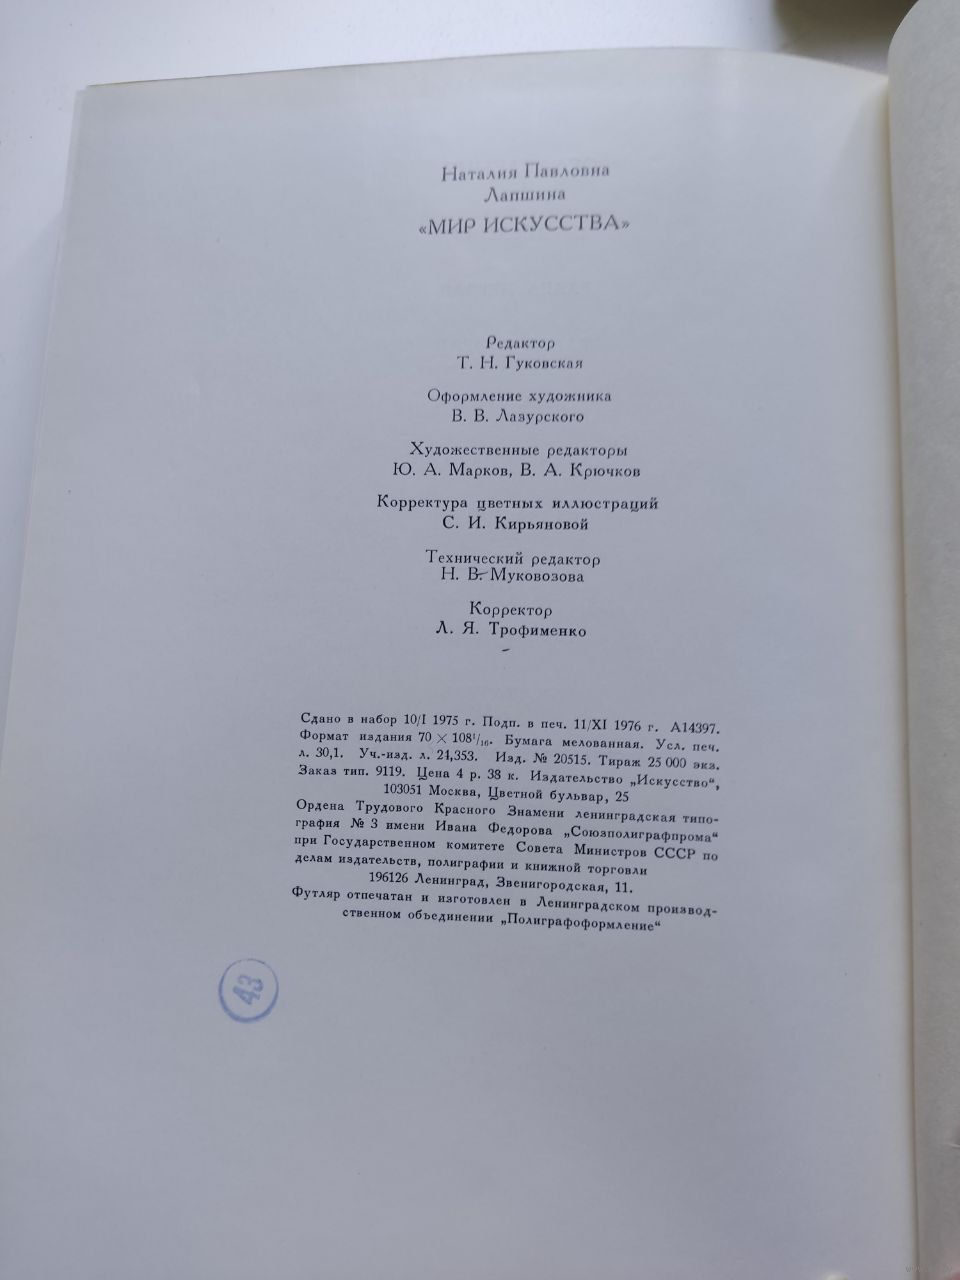 Наталия Павловна
Лапшина
«МИР ИСКУССТВА»
Редактор
Т. Н. Гуковская
Оформление художника
В. В. Лазурского
Художественные редакторы
Ю. А. Марков, В. А. Крючков
Корректура цветных иллюстраций
С. И. Кирьяновой
Технический редактор
Н. В. Муковозова
Корректор
Л. Я. Трофименко
Сдано в набор 10/I 1975 г. Подп. в печ. 11/XI 1976 г. А14397.
Формат издания 70 × 108¹/₁₆. Бумага мелованная. Усл. печ.
л. 30,1. Уч.-изд. л. 24,353. Изд. № 20515. Тираж 25 000 экз.
Заказ тип. 9119. Цена 4 р. 38 к. Издательство „Искусство“,
103051 Москва, Цветной бульвар, 25
Ордена Трудового Красного Знамени ленинградская типо-
графия № 3 имени Ивана Федорова „Союзполиграфпрома“
при Государственном комитете Совета Министров СССР по
делам издательств, полиграфии и книжной торговли
196126 Ленинград, Звенигородская, 11.
Футляр отпечатан и изготовлен в Ленинградском производ-
ственном объединении „Полиграфоформление“
43